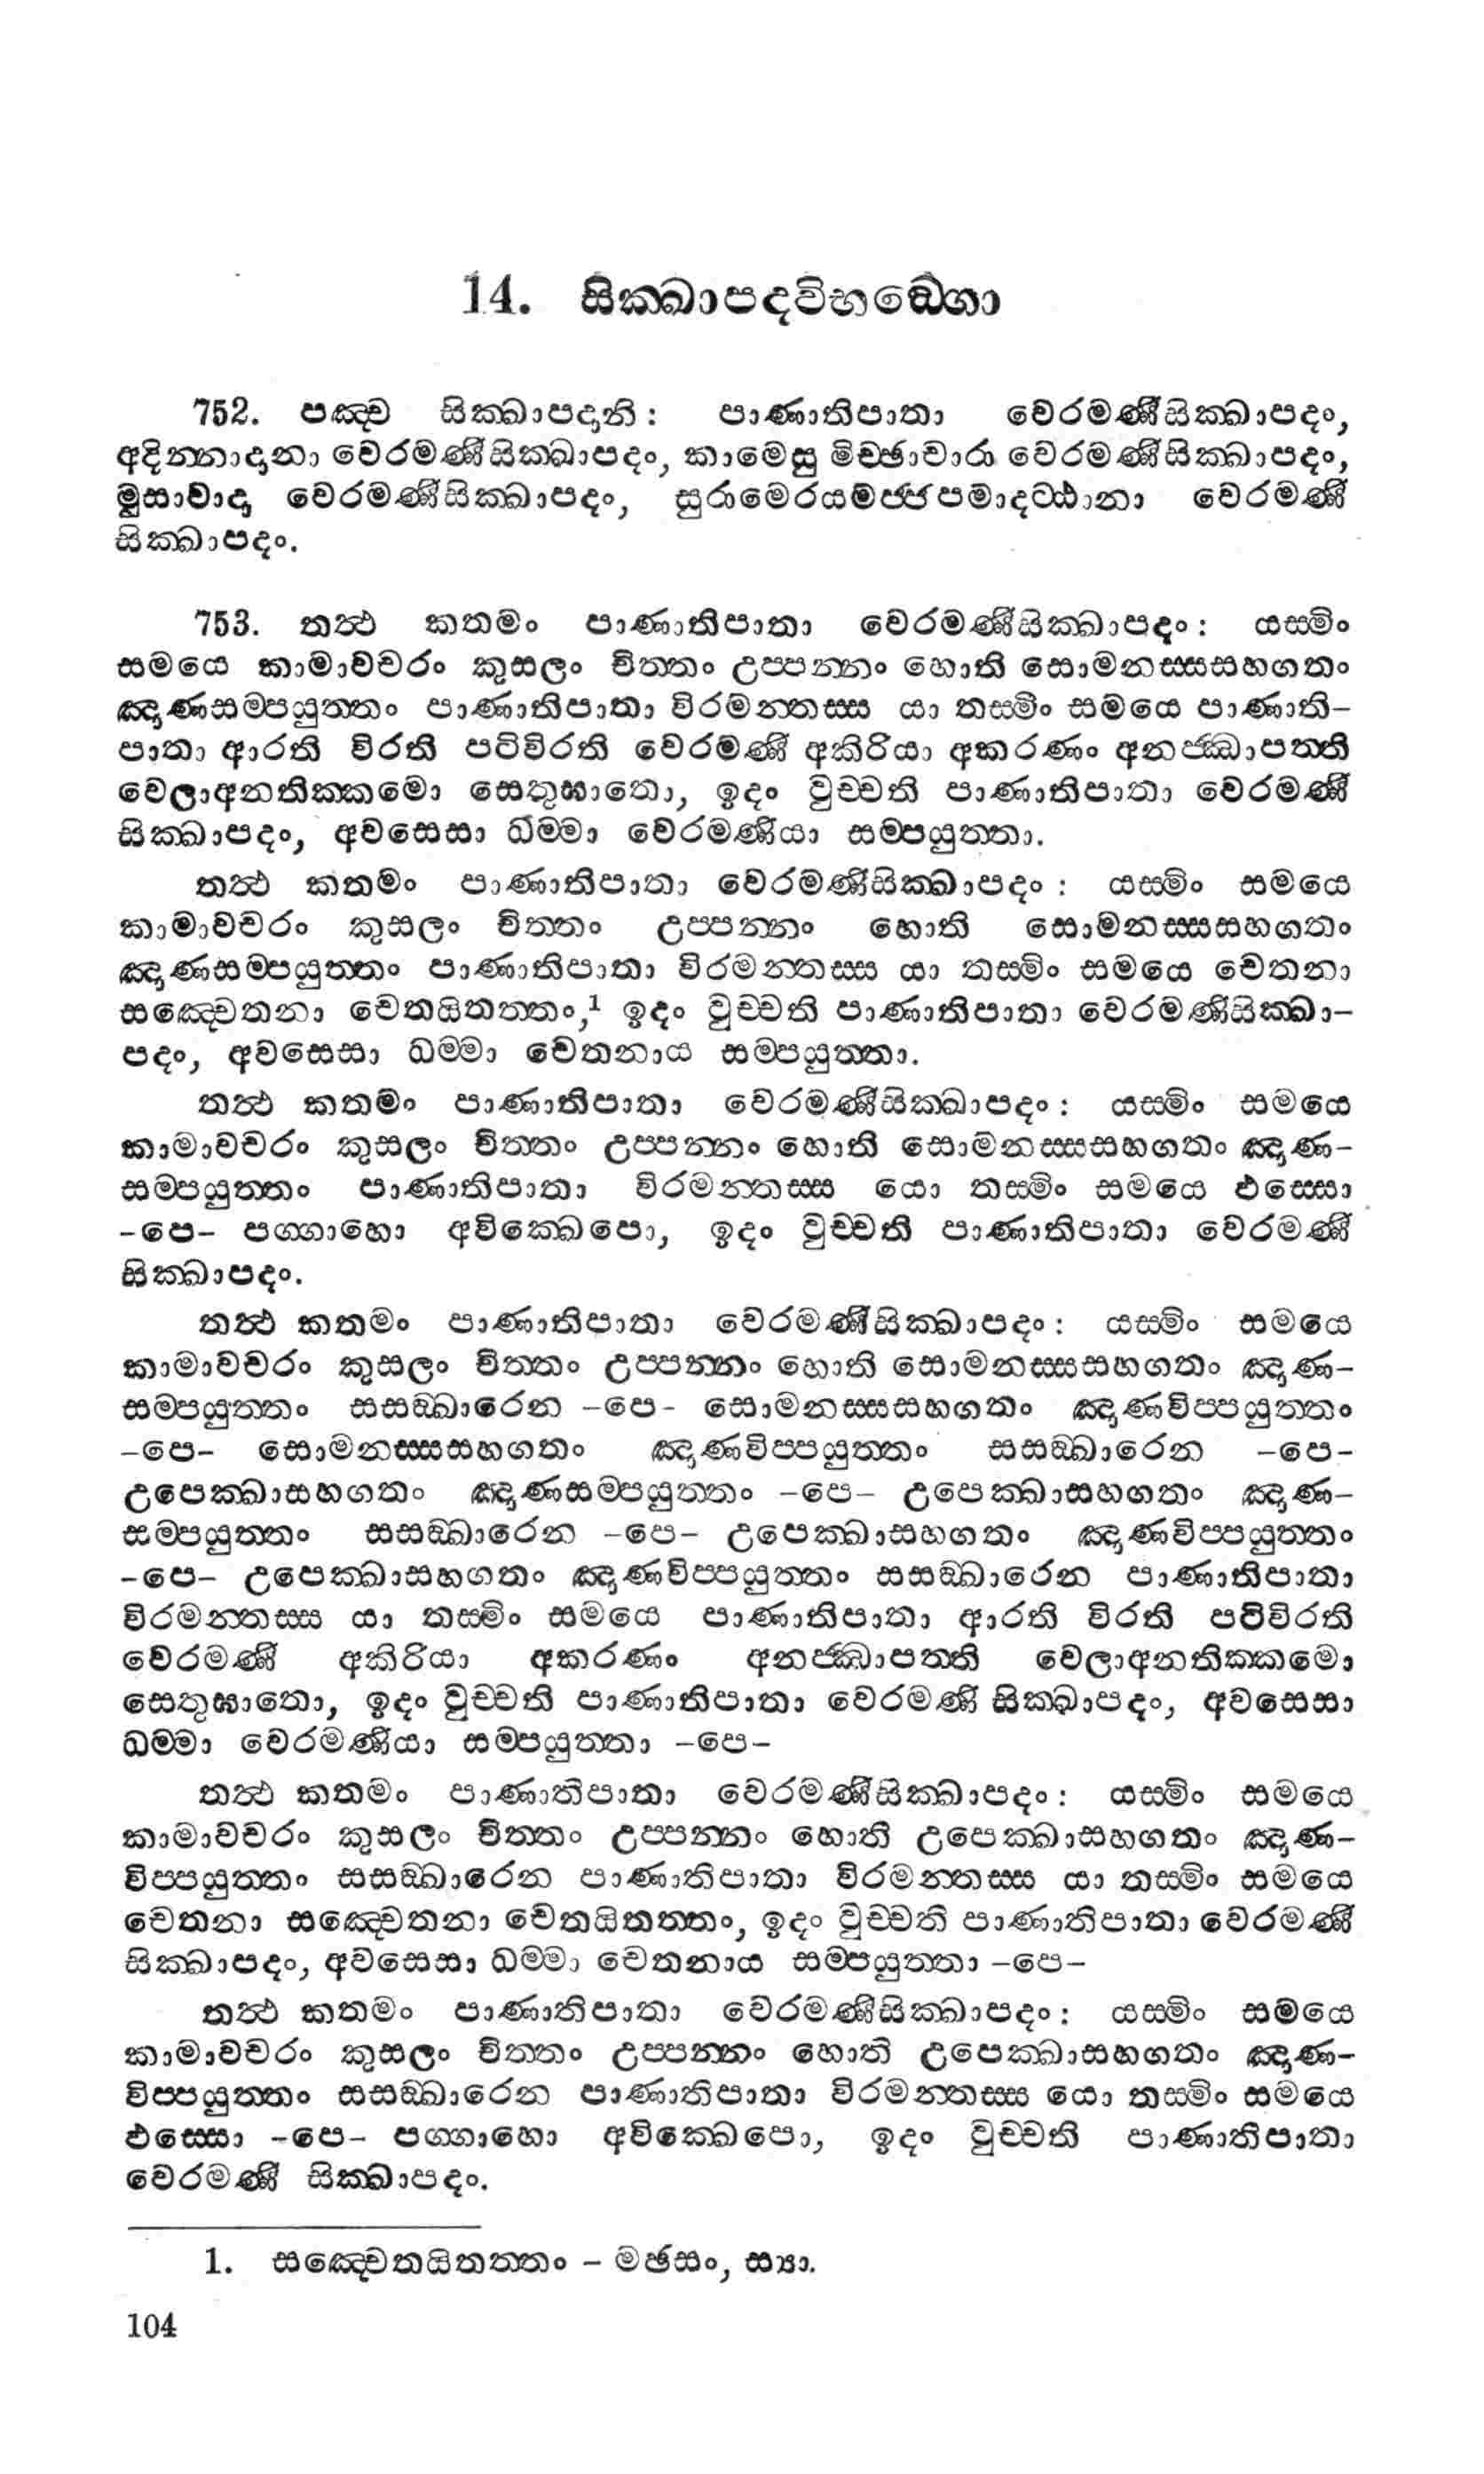 14. සික්ඛාපදවිභඞ්ගො
752. පඤ්ච සික්ඛාපදානි: පාණාතිපාතා වෙරමණීසික්ඛාපදං,
අදින්නාදානා වෙරමණීසික්ඛාපදං, කාමෙසු මිච්ඡාචාරා වෙරමණීසික්ඛාපදං,
මුසාවාදා වෙරමණීසික්ඛාපදං, සුරාමෙරයමජ්ජපමාදට්ඨානා වෙරමණී
සික්ඛාපදං.
753. තත්ථ කතමං පාණාතිපාතා වෙරමණීසික්ඛාපදං: යස්මිං
සමයෙ කාමාවචරං කුසලං චිත්තං උප්පන්නං හොති සොමනස්සසහගතං
ඤාණසම්පයුත්තං පාණාතිපාතා විරමන්තස්ස යා තස්මිං සමයෙ පාණාති-
පාතා ආරති විරති පටිවිරති වෙරමණී අකිරියා අකරණං අනජ්ඣාපත්ති
වෙලාඅනතික්කමො සෙතුඝාතො, ඉදං වුච්චති පාණාතිපාතා වෙරමණී
සික්ඛාපදං, අවසෙසා ධම්මා වෙරමණියා සම්පයුත්තා.
තත්ථ කතමං පාණාතිපාතා වෙරමණීසික්ඛාපදං: යස්මිං සමයෙ
කාමාවචරං කුසලං චිත්තං උප්පන්නං හොති සොමනස්සසහගතං
ඤාණසම්පයුත්තං පාණාතිපාතා විරමන්තස්ස යා තස්මිං සමයෙ චෙතනා
සඤ්චෙතනා චෙතයිතත්තං,¹ ඉදං වුච්චති පාණාතිපාතා වෙරමණීසික්ඛා-
පදං, අවසෙසා ධම්මා චෙතනාය සම්පයුත්තා.
තත්ථ කතමං පාණාතිපාතා වෙරමණීසික්ඛාපදං: යස්මිං සමයෙ
කාමාවචරං කුසලං චිත්තං උප්පන්නං හොති සොමනස්සසහගතං ඤාණ-
සම්පයුත්තං පාණාතිපාතා විරමන්තස්ස යො තස්මිං සමයෙ ඵස්සො
-පෙ- පග්ගාහො අවික්ඛෙපො, ඉදං වුච්චති පාණාතිපාතා වෙරමණී
සික්ඛාපදං.
තත්ථ කතමං පාණාතිපාතා වෙරමණීසික්ඛාපදං: යස්මිං සමයෙ
කාමාවචරං කුසලං චිත්තං උප්පන්නං හොති සොමනස්සසහගතං ඤාණ-
සම්පයුත්තං සසඞ්ඛාරෙන -පෙ- සොමනස්සසහගතං ඤාණවිප්පයුත්තං
-පෙ- සොමනස්සසහගතං ඤාණවිප්පයුත්තං සසඞ්ඛාරෙන -පෙ-
උපෙක්ඛාසහගතං ඤාණසම්පයුත්තං -පෙ- උපෙක්ඛාසහගතං ඤාණ-
සම්පයුත්තං සසඞ්ඛාරෙන -පෙ- උපෙක්ඛාසහගතං ඤාණවිප්පයුත්තං
-පෙ- උපෙක්ඛාසහගතං ඤාණවිප්පයුත්තං සසඞ්ඛාරෙන පාණාතිපාතා
විරමන්තස්ස යා තස්මිං සමයෙ පාණාතිපාතා ආරති විරති පටිවිරති
වෙරමණී අකිරියා අකරණං අනජ්ඣාපත්ති වෙලාඅනතික්කමො
සෙතුඝාතො, ඉදං වුච්චති පාණාතිපාතා වෙරමණී සික්ඛාපදං, අවසෙසා
ධම්මා වෙරමණියා සම්පයුත්තා -පෙ-
තත්ථ කතමං පාණාතිපාතා වෙරමණීසික්ඛාපදං: යස්මිං සමයෙ
කාමාවචරං කුසලං චිත්තං උප්පන්නං හොති උපෙක්ඛාසහගතං ඤාණ-
විප්පයුත්තං සසඞ්ඛාරෙන පාණාතිපාතා විරමන්තස්ස යා තස්මිං සමයෙ
චෙතනා සඤ්චෙතනා චෙතයිතත්තං, ඉදං වුච්චති පාණාතිපාතා වෙරමණී
සික්ඛාපදං, අවසෙසා ධම්මා චෙතනාය සම්පයුත්තා -පෙ-
තත්ථ කතමං පාණාතිපාතා වෙරමණීසික්ඛාපදං: යස්මිං සමයෙ
කාමාවචරං කුසලං චිත්තං උප්පන්නං හොති උපෙක්ඛාසහගතං ඤාණ-
විප්පයුත්තං සසඞ්ඛාරෙන පාණාතිපාතා විරමන්තස්ස යො තස්මිං සමයෙ
ඵස්සො -පෙ- පග්ගාහො අවික්ඛෙපො, ඉදං වුච්චති පාණාතිපාතා
වෙරමණී සික්ඛාපදං.
1. සඤ්චෙතයිතත්තං - මඡසං, ස්‍යා.
104